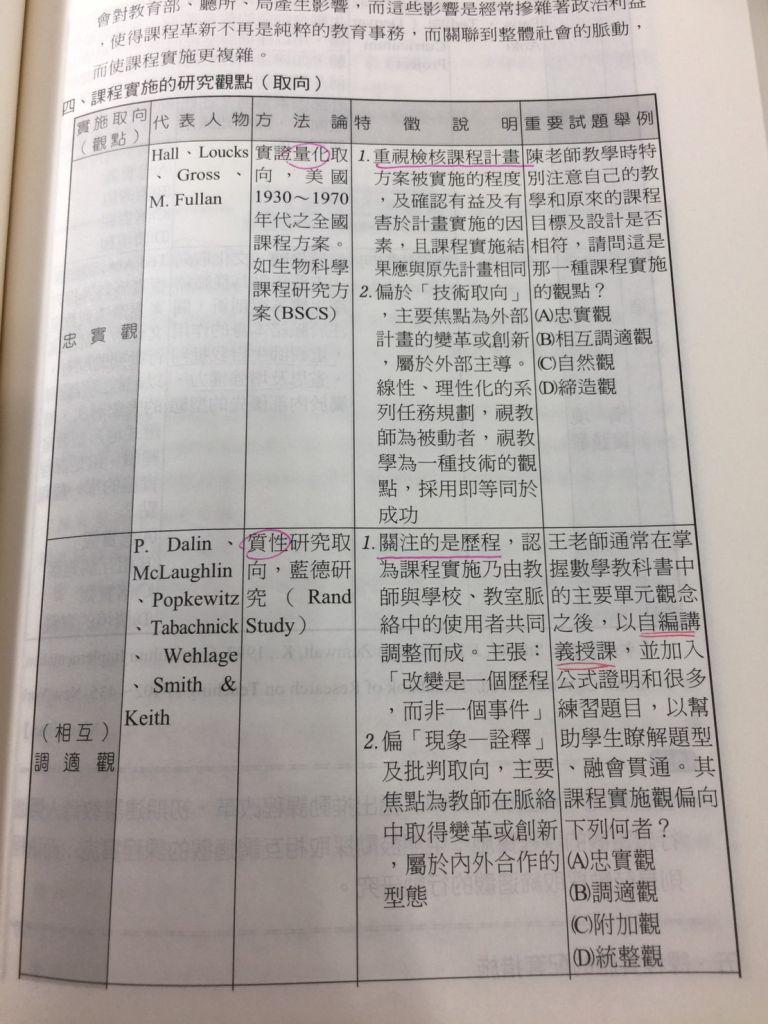 會對教育部、廳所、局產生影響，而這些影響是經常摻雜著政治利益
，使得課程革新不再是純粹的教育事務，而關聯到整體社會的脈動，
而使課程實施更複雜。
四、課程實施的研究觀點（取向）
實施取向
（觀點）
代表人物
方法論
特徵說明
重要試題舉例
忠實觀
Hall、Loucks
、Gross、
M. Fullan
實證量化取
向，美國
1930～1970
年代之全國
課程方案。
如生物科學
課程研究方
案(BSCS)
1. 重視檢核課程計畫
方案被實施的程度
，及確認有益及有
害於計畫實施的因
素，且課程實施結
果應與原先計畫相同
2. 偏於「技術取向」
，主要焦點為外部
計畫的變革或創新
，屬於外部主導。
線性、理性化的系
列任務規劃，視教
師為被動者，視教
學為一種技術的觀
點，採用即等同於
成功
陳老師教學時特
別注意自己的教
學和原來的課程
目標及設計是否
相符，請問這是
那一種課程實施
的觀點？
(A)忠實觀
(B)相互調適觀
(C)自然觀
(D)締造觀
（相互）
調適觀
P. Dalin、
McLaughlin
、Popkewitz
、Tabachnick
、Wehlage
、Smith &
Keith
質性研究取
向，藍德研
究（Rand
Study）
1. 關注的是歷程，認
為課程實施乃由教
師與學校、教室脈
絡中的使用者共同
調整而成。主張：
「改變是一個歷程
，而非一個事件」
2. 偏「現象—詮釋」
及批判取向，主要
焦點為教師在脈絡
中取得變革或創新
，屬於內外合作的
型態
王老師通常在掌
握數學教科書中
的主要單元觀念
之後，以自編講
義授課，並加入
公式證明和很多
練習題目，以幫
助學生瞭解題型
、融會貫通。其
課程實施觀偏向
下列何者？
(A)忠實觀
(B)調適觀
(C)附加觀
(D)統整觀